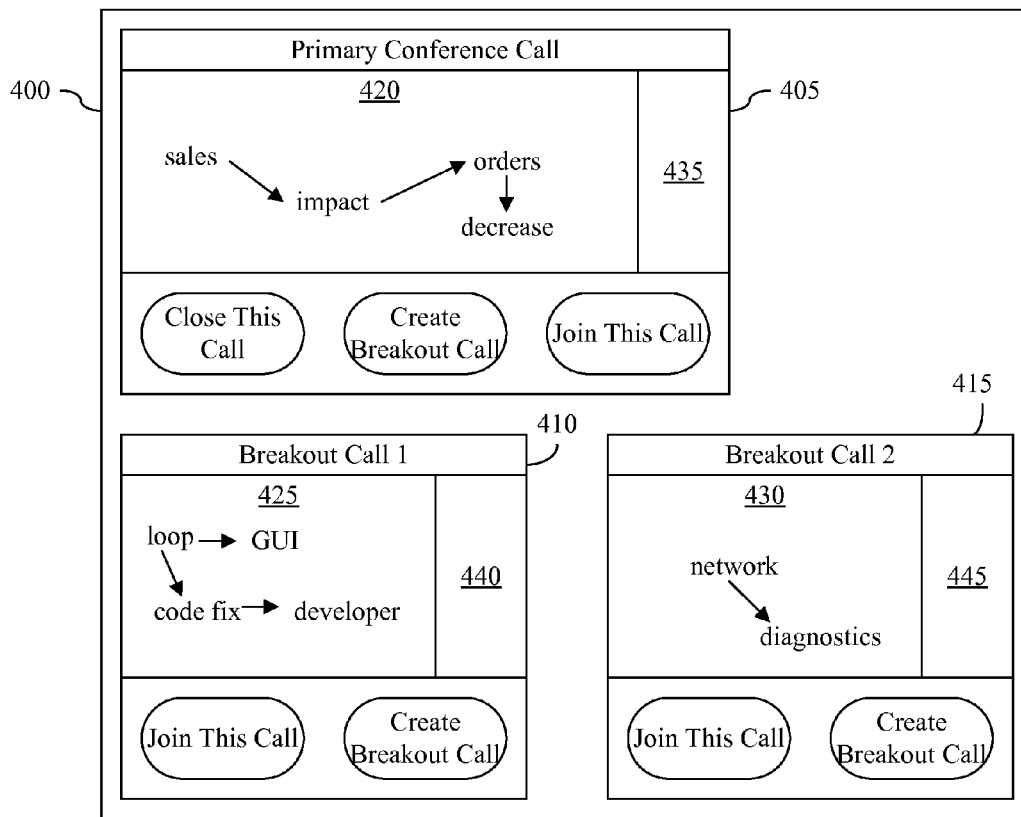 Primary Conference Call
400
420
405
sales
orders
impact
435
decrease
Close This
Call
Create
Breakout Call
Join This Call
410
415
Breakout Call 1
425
loop
GUI
440
code fix
developer
Join This Call
Create
Breakout Call
Breakout Call 2
430
network
445
diagnostics
Join This Call
Create
Breakout Call